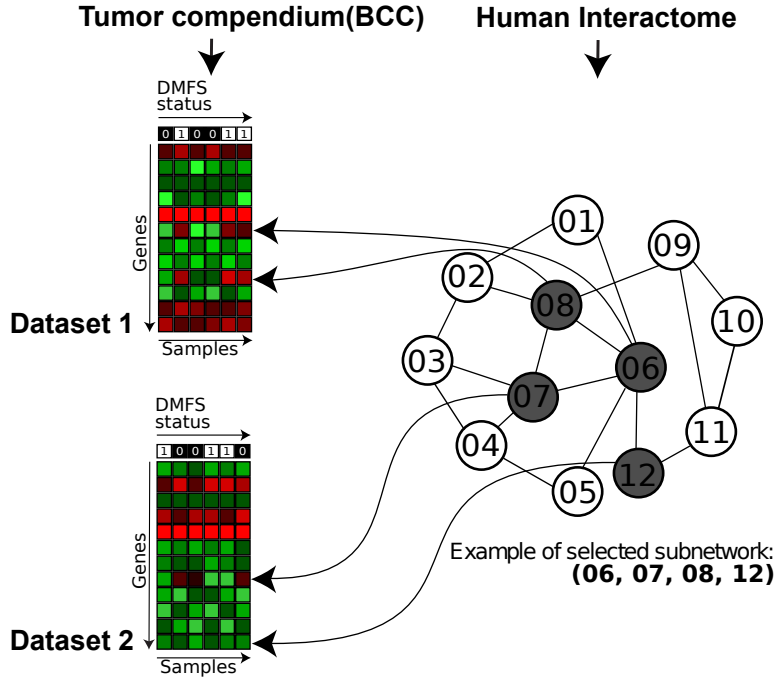 Tumor compendium(BCC)
Human Interactome
DMFS
status
0 1 0 0 1 1
Genes
Dataset 1
Samples
DMFS
status
1 0 0 1 1 0
Genes
Dataset 2
Samples
01
09
02
08
10
03
06
07
04
11
12
05
Example of selected subnetwork:
(06, 07, 08, 12)